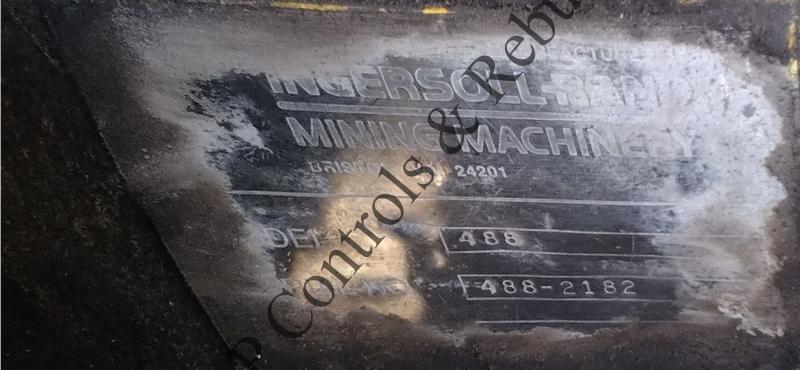 INGERSOLL-RAND
MINING MACHINERY
24201
488
488-2182
P Controls & Rebu